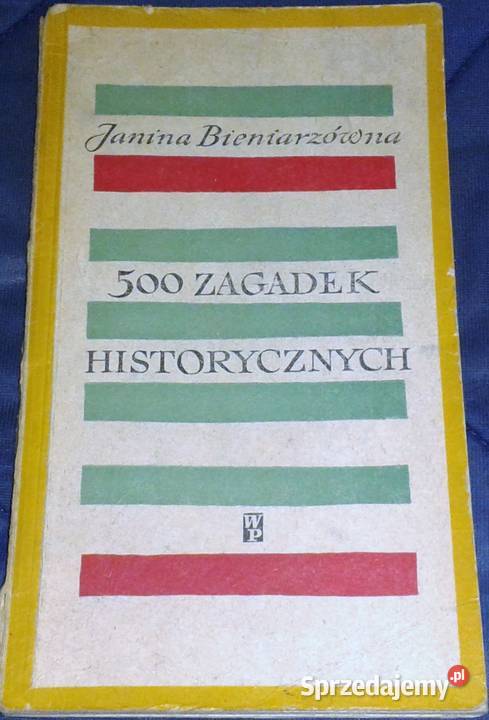 Janina Bieniarzówna
500 ZAGADEK
HISTORYCZNYCH
WP
Sprzedajemy.pl